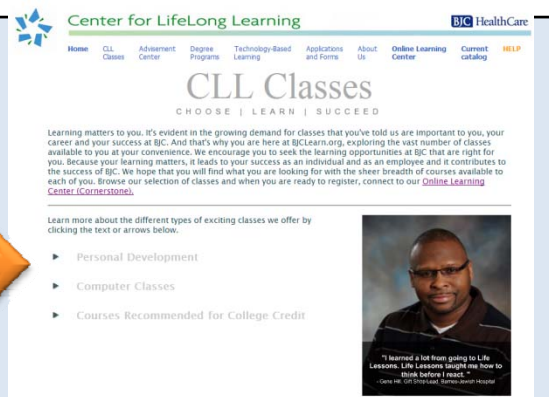 Center for LifeLong Learning
BJC HealthCare
Home CLL Classes Advisement Center Degree Programs Technology-Based Learning Applications and Forms About Us Online Learning Center Current catalog HELP
CLL Classes
CHOOSE | LEARN | SUCCEED
Learning matters to you. It's evident in the growing demand for classes that you've told us are important to you, your
career and your success at BJC. And that's why you are here at BJCLearn.org, exploring the vast number of classes
available to you at your convenience. We encourage you to seek the learning opportunities at BJC that are right for
you. Because your learning matters, it leads to your success as an individual and as an employee and it contributes to
the success of BJC. We hope that you will find what you are looking for with the sheer breadth of courses available to
each of you. Browse our selection of classes and when you are ready to register, connect to our Online Learning
Center (Cornerstone).
Learn more about the different types of exciting classes we offer by
clicking the text or arrows below.
Personal Development
Computer Classes
Courses Recommended for College Credit
"I learned a lot from going to Life
Lessons. Life Lessons taught me how to
think before I react. "
- Gene Hill, Gift Shop Lead, Barnes-Jewish Hospital